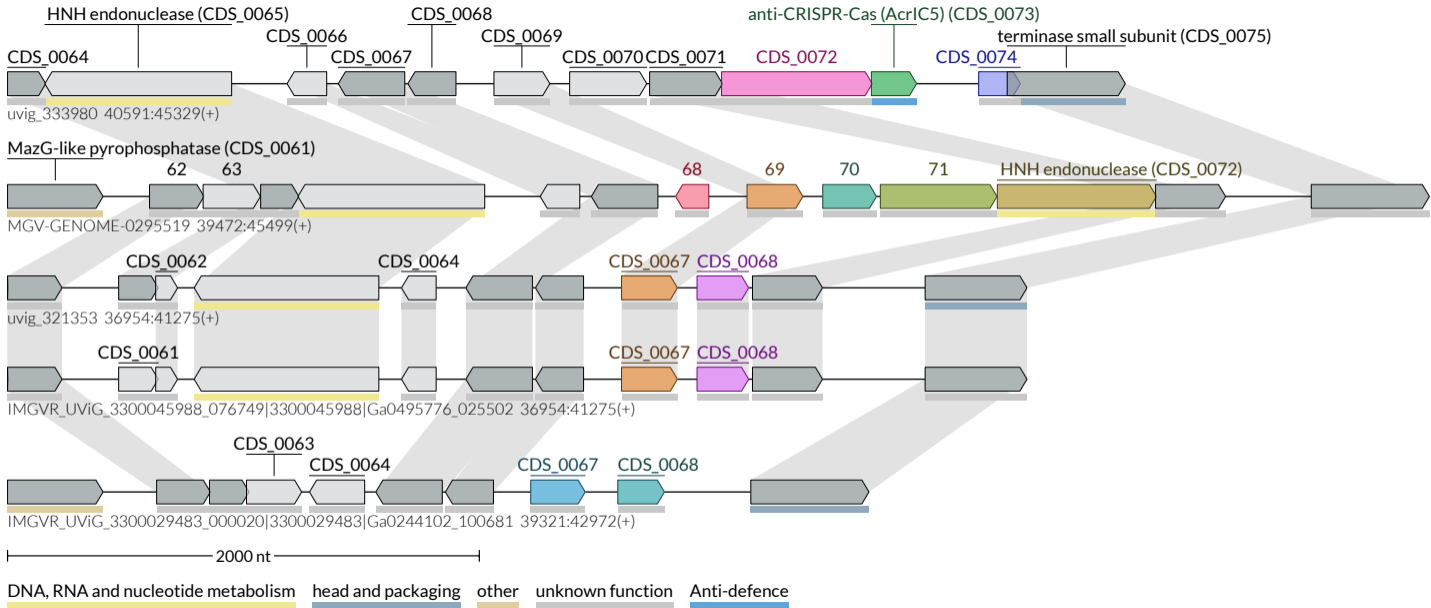 HNH endonuclease (CDS_0065) CDS_0068 anti-CRISPR-Cas (AcrIC5) (CDS_0073)
CDS_0066 CDS_0069 terminase small subunit (CDS_0075)
CDS_0064 CDS_0067 CDS_0070 CDS_0071 CDS_0072 CDS_0074
uvig_333980 40591:45329(+)
MazG-like pyrophosphatase (CDS_0061)
62 63 68 69 70 71 HNH endonuclease (CDS_0072)
MGV-GENOME-0295519 39472:45499(+)
CDS_0062 CDS_0064 CDS_0067 CDS_0068
uvig_321353 36954:41275(+)
CDS_0061 CDS_0067 CDS_0068
IMGVR_UViG_3300045988_076749|3300045988|Ga0495776_025502 36954:41275(+)
CDS_0063
CDS_0064 CDS_0067 CDS_0068
IMGVR_UViG_3300029483_000020|3300029483|Ga0244102_100681 39321:42972(+)
2000 nt
DNA, RNA and nucleotide metabolism head and packaging other unknown function Anti-defence